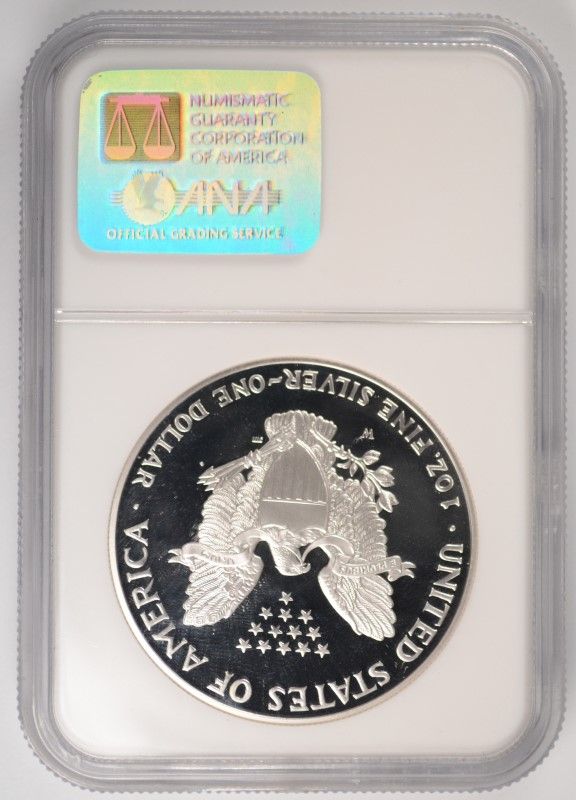 NUMISMATIC
GUARANTY
CORPORATION
OF AMERICA
ANA
OFFICIAL GRADING SERVICE
UNITED STATES OF AMERICA
1 OZ. FINE SILVER~ONE DOLLAR